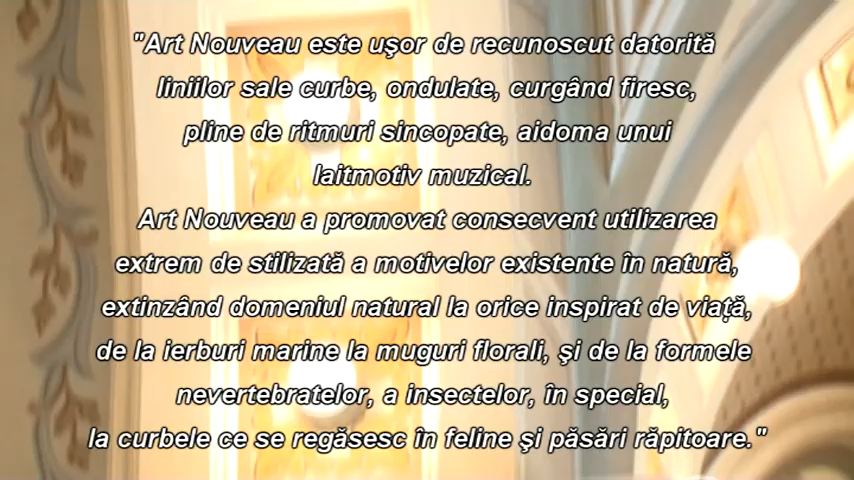 "Art Nouveau este uşor de recunoscut datorită
liniilor sale curbe, ondulate, curgând firesc,
pline de ritmuri sincopate, aidoma unui
laitmotiv muzical.
Art Nouveau a promovat consecvent utilizarea
extrem de stilizată a motivelor existente în natură,
extinzând domeniul natural la orice inspirat de viaţă,
de la ierburi marine la muguri florali, şi de la formele
nevertebratelor, a insectelor, în special,
la curbele ce se regăsesc în feline şi păsări răpitoare."